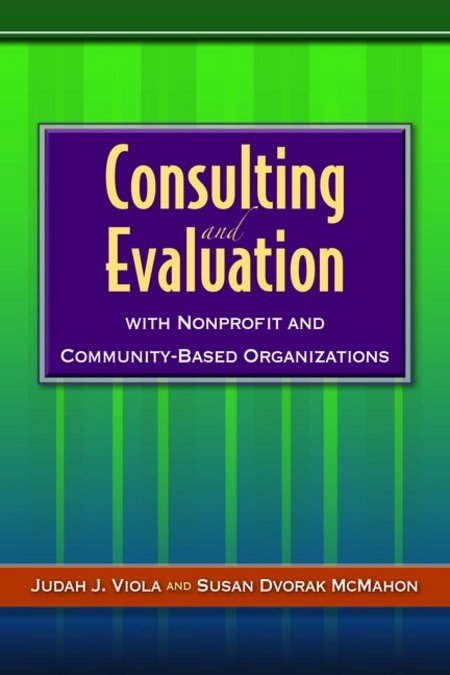 Consulting
and
Evaluation
with Nonprofit and
Community-Based Organizations
Judah J. Viola and Susan Dvorak McMahon